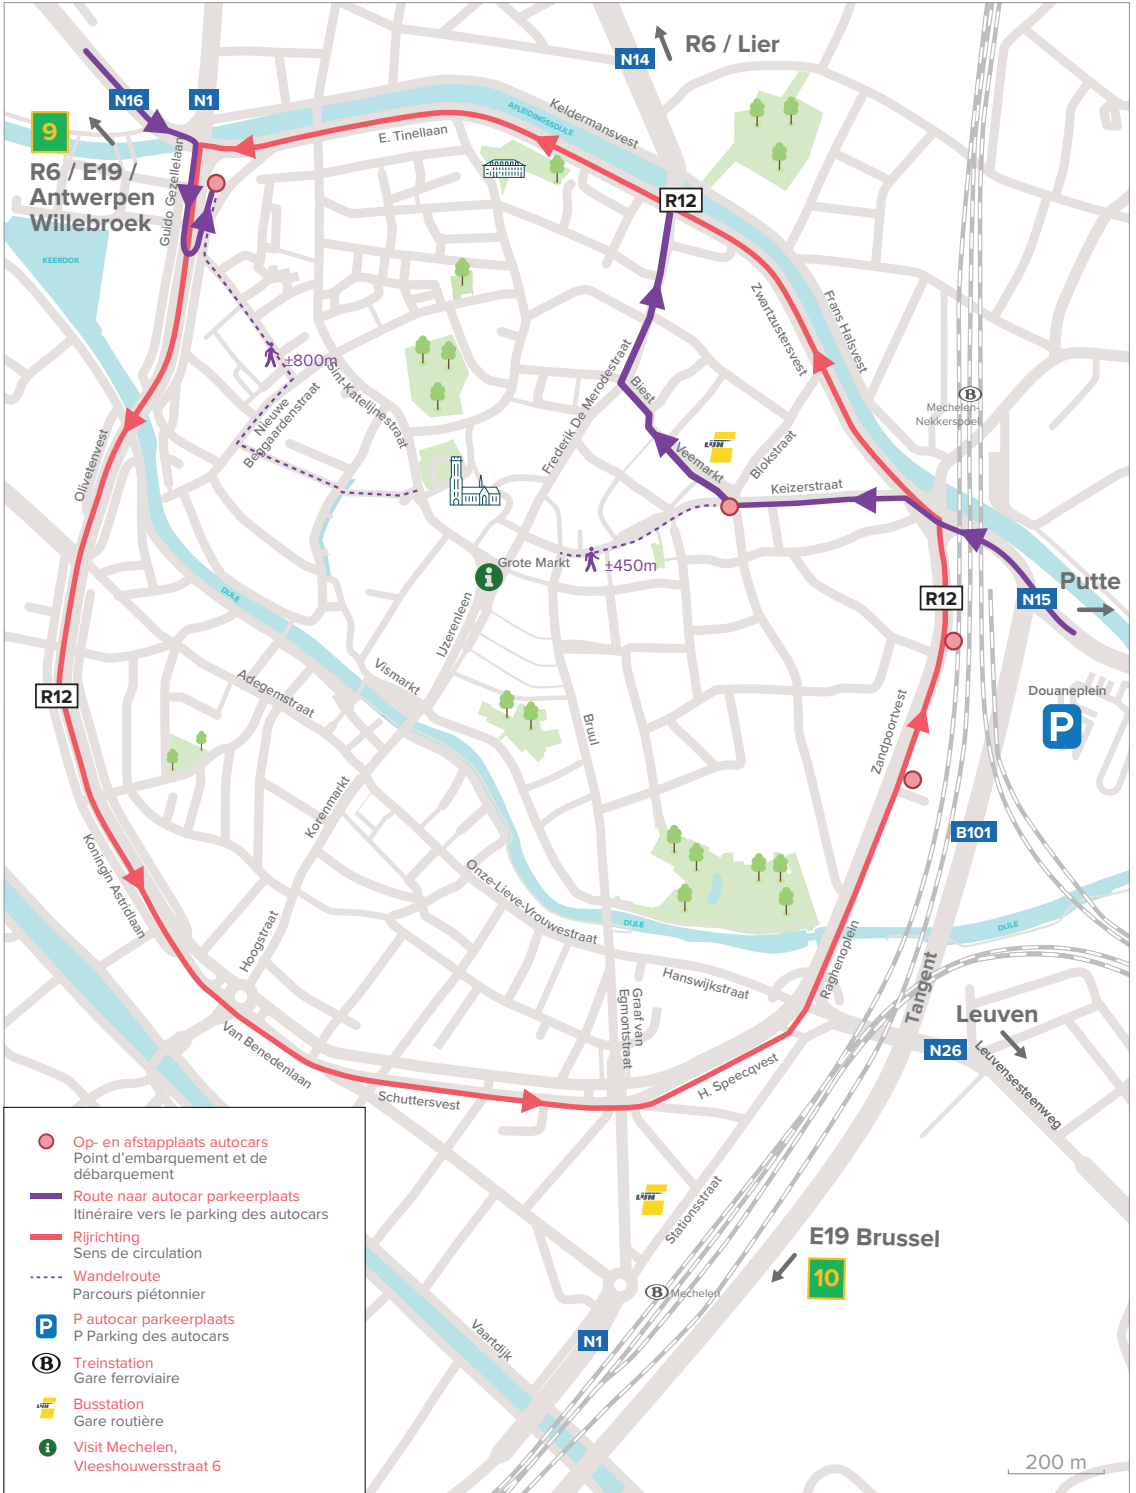 N14
R6 / Lier
N16
N1
9
R6 / E19 /
Antwerpen
Willebroek
KEERDOK
Guido Gezellelaan
E. Tinellaan
AFLEIDINGSDIJLE
Keldermansvest
R12
Zwartzustersvest
Frans Halsvest
±800m
Nieuwe
Beggaardenstraat
Sint-Katelijnestraat
Frederik De Merodestraat
Biest
LIJN
Veemarkt
Blokstraat
Keizerstraat
B
Mechelen-
Nekkerspoel
Olivetenvest
Grote Markt
±450m
i
IJzerenleen
R12
N15
Putte
DIJLE
R12
Adegemstraat
Vismarkt
Bruul
Zandpoortvest
Douaneplein
P
Korenmarkt
B101
Koningin Astridlaan
Onze-Lieve-Vrouwestraat
DIJLE
DIJLE
Hoogstraat
Hanswijkstraat
Raghenoplein
Tangent
Graaf van
Egmontstraat
Leuven
N26
Leuvensesteenweg
Van Benedenlaan
Schuttersvest
H. Speecqvest
LIJN
Stationsstraat
E19 Brussel
10
B
Mechelen
N1
Vaartdijk
Op- en afstapplaats autocars
Point d'embarquement et de
débarquement
Route naar autocar parkeerplaats
Itinéraire vers le parking des autocars
Rijrichting
Sens de circulation
Wandelroute
Parcours piétonnier
P
P autocar parkeerplaats
P Parking des autocars
B
Treinstation
Gare ferroviaire
LIJN
Busstation
Gare routière
i
Visit Mechelen,
Vleeshouwersstraat 6
200 m